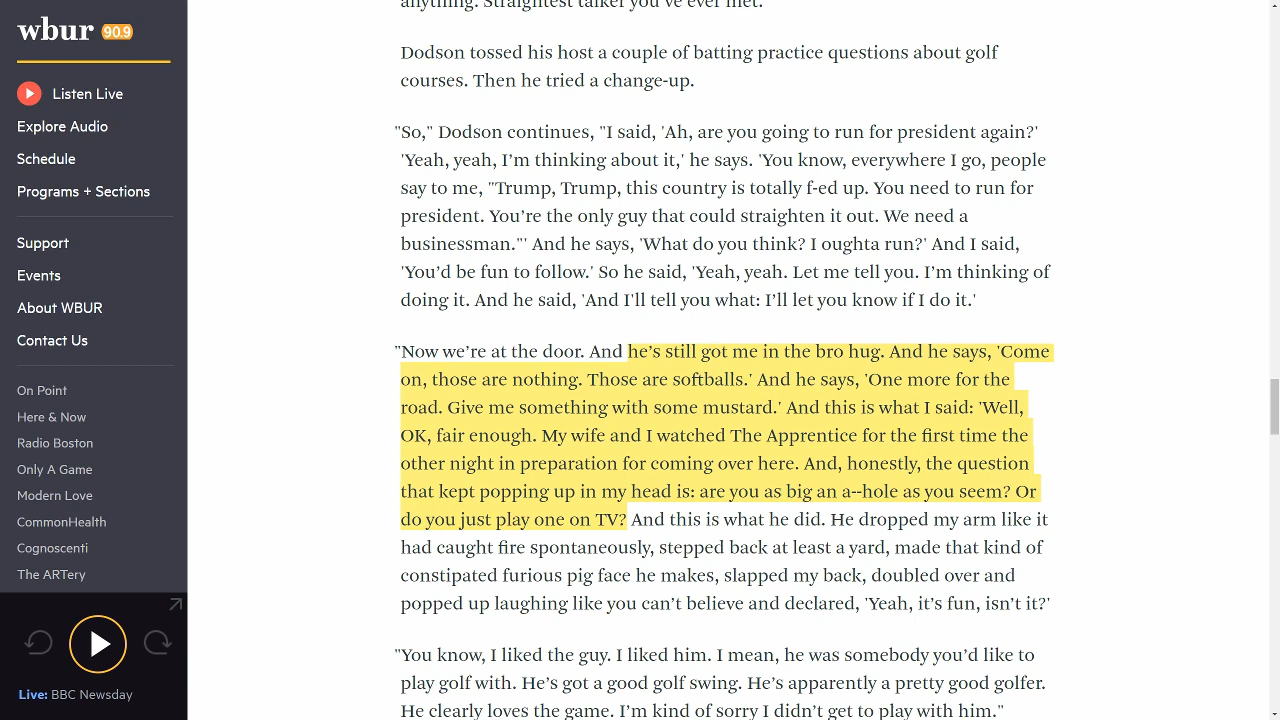 wbur 90.9
Listen Live
Explore Audio
Schedule
Programs + Sections
Support
Events
About WBUR
Contact Us
On Point
Here & Now
Radio Boston
Only A Game
Modern Love
CommonHealth
Cognoscenti
The ARTery
Live: BBC Newsday
anything. Straightest talker you've ever met.
Dodson tossed his host a couple of batting practice questions about golf
courses. Then he tried a change-up.
"So," Dodson continues, "I said, 'Ah, are you going to run for president again?'
'Yeah, yeah, I’m thinking about it,' he says. 'You know, everywhere I go, people
say to me, "Trump, Trump, this country is totally f-ed up. You need to run for
president. You’re the only guy that could straighten it out. We need a
businessman."' And he says, 'What do you think? I oughta run?' And I said,
'You’d be fun to follow.' So he said, 'Yeah, yeah. Let me tell you. I’m thinking of
doing it. And he said, 'And I'll tell you what: I’ll let you know if I do it.'
"Now we’re at the door. And he’s still got me in the bro hug. And he says, 'Come
on, those are nothing. Those are softballs.' And he says, 'One more for the
road. Give me something with some mustard.' And this is what I said: 'Well,
OK, fair enough. My wife and I watched The Apprentice for the first time the
other night in preparation for coming over here. And, honestly, the question
that kept popping up in my head is: are you as big an a--hole as you seem? Or
do you just play one on TV? And this is what he did. He dropped my arm like it
had caught fire spontaneously, stepped back at least a yard, made that kind of
constipated furious pig face he makes, slapped my back, doubled over and
popped up laughing like you can’t believe and declared, 'Yeah, it’s fun, isn’t it?'
"You know, I liked the guy. I liked him. I mean, he was somebody you’d like to
play golf with. He’s got a good golf swing. He’s apparently a pretty good golfer.
He clearly loves the game. I’m kind of sorry I didn’t get to play with him."